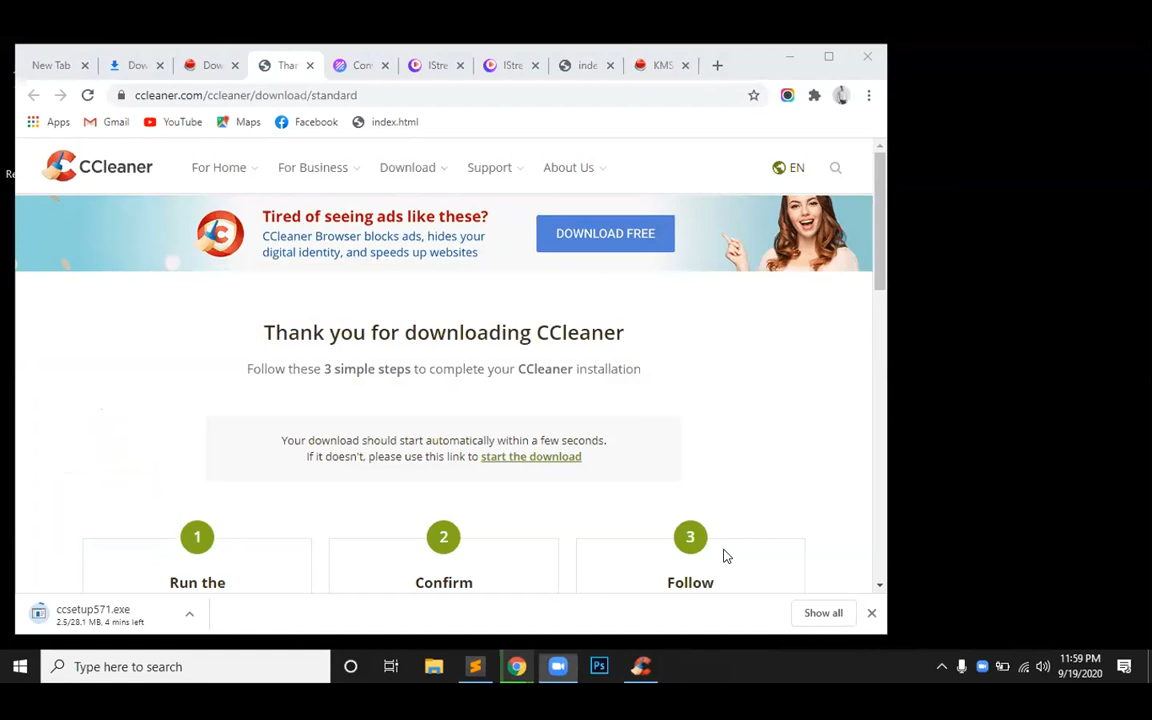 New Tab
Dow
Dow
Thar
Con
IStre
IStre
inde
KMS
ccleaner.com/ccleaner/download/standard
Apps
Gmail
YouTube
Maps
Facebook
index.html
CCleaner
For Home
For Business
Download
Support
About Us
EN
Tired of seeing ads like these?
CCleaner Browser blocks ads, hides your
digital identity, and speeds up websites
DOWNLOAD FREE
Re
Thank you for downloading CCleaner
Follow these 3 simple steps to complete your CCleaner installation
Your download should start automatically within a few seconds.
If it doesn't, please use this link to start the download
1
2
3
Run the
Confirm
Follow
ccsetup571.exe
2.5/28.1 MB, 4 mins left
Show all
Type here to search
Ps
11:59 PM
9/19/2020